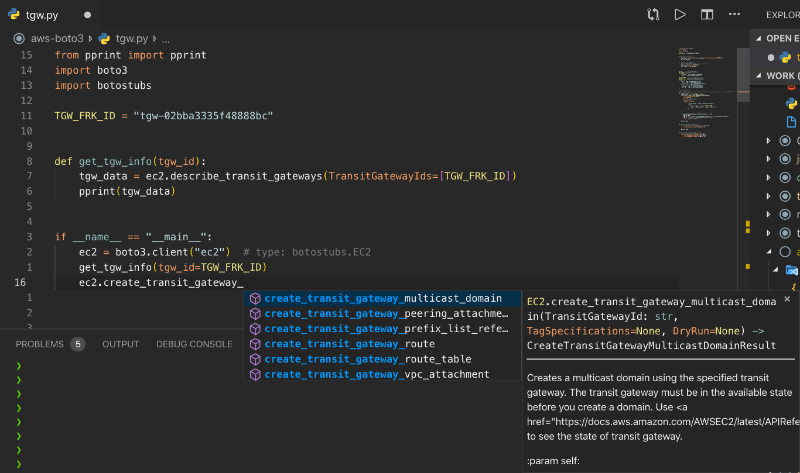 tgw.py
EXPLOR
aws-boto3 tgw.py ...
OPEN E
WORK (
15 from pprint import pprint
14 import boto3
13 import botostubs
12
11 TGW_FRK_ID = "tgw-02bba3335f48888bc"
10
9
8 def get_tgw_info(tgw_id):
7 tgw_data = ec2.describe_transit_gateways(TransitGatewayIds=[TGW_FRK_ID])
6 pprint(tgw_data)
5
4
3 if __name__ == "__main__":
2 ec2 = boto3.client("ec2") # type: botostubs.EC2
1 get_tgw_info(tgw_id=TGW_FRK_ID)
16 ec2.create_transit_gateway_
1
2
3
create_transit_gateway_multicast_domain
create_transit_gateway_peering_attachme…
create_transit_gateway_prefix_list_refe…
create_transit_gateway_route
create_transit_gateway_route_table
create_transit_gateway_vpc_attachment
EC2.create_transit_gateway_multicast_doma
in(TransitGatewayId: str,
TagSpecifications=None, DryRun=None) ->
CreateTransitGatewayMulticastDomainResult
Creates a multicast domain using the specified transit
gateway. The transit gateway must be in the available state
before you create a domain. Use <a
href="https://docs.aws.amazon.com/AWSEC2/latest/APIRefe
to see the state of transit gateway.
:param self:
PROBLEMS 5 OUTPUT DEBUG CONSOLE